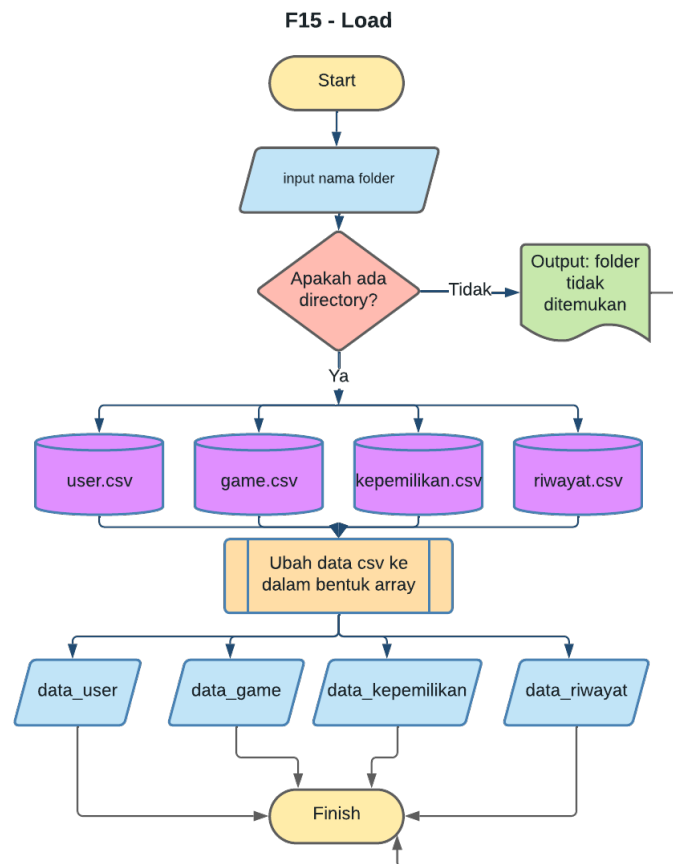 F15 - Load
Start
input nama folder
Apakah ada
directory?
Tidak
Output: folder
tidak
ditemukan
Ya
user.csv
game.csv
kepemilikan.csv
riwayat.csv
Ubah data csv ke
dalam bentuk array
data_user
data_game
data_kepemilikan
data_riwayat
Finish